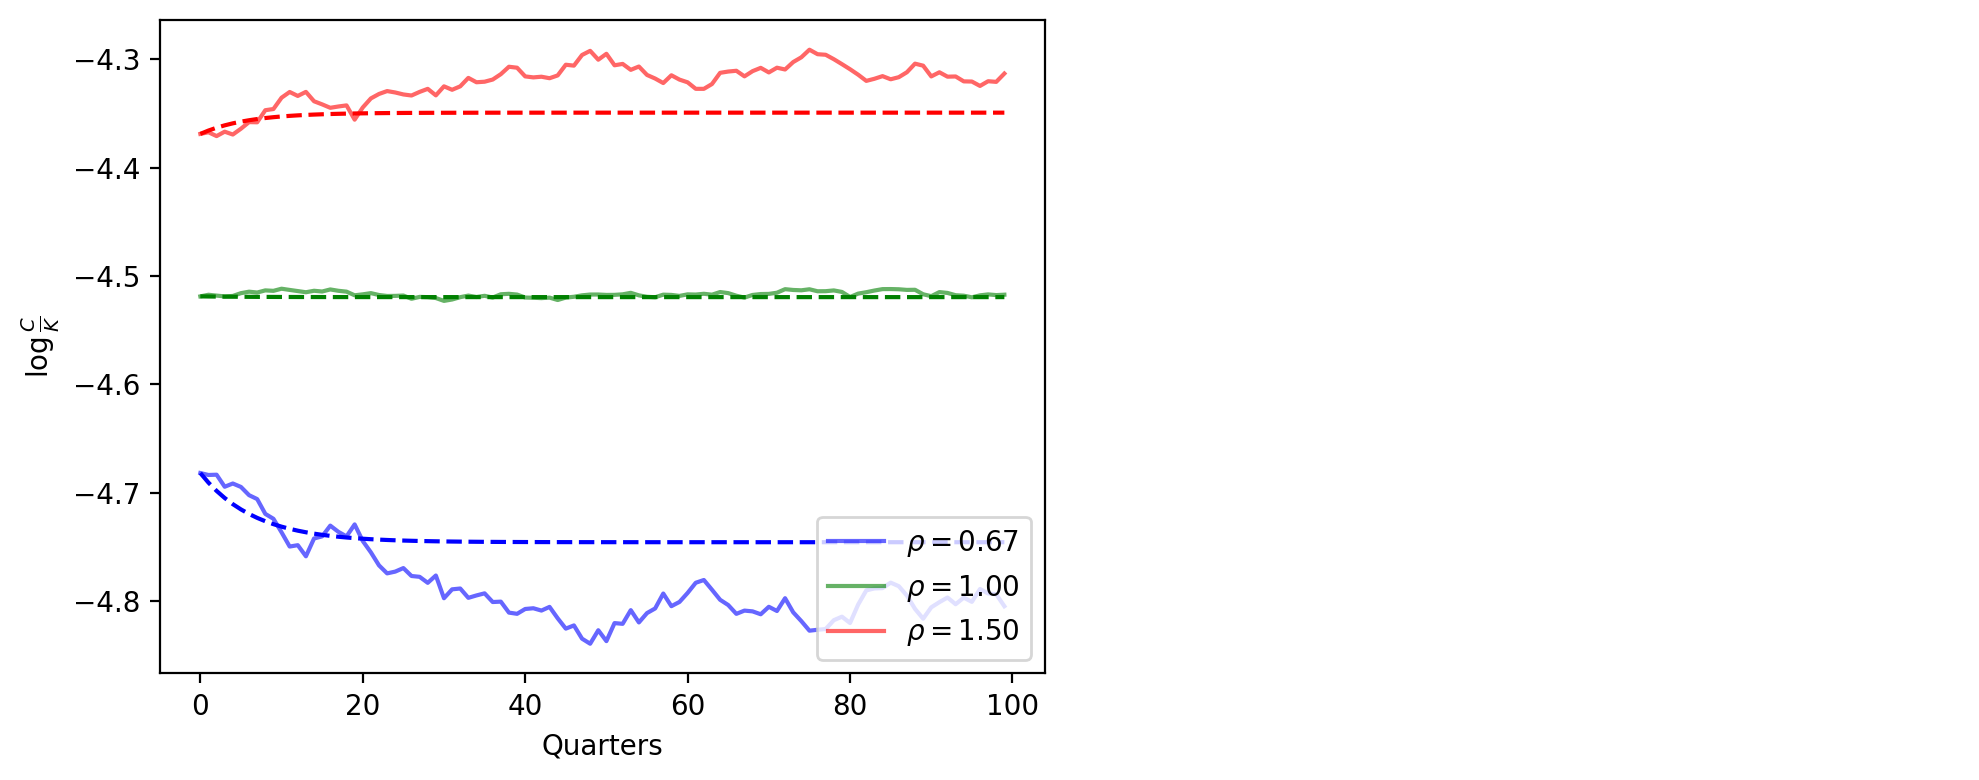 −4.3
−4.4
−4.5
−4.6
−4.7
−4.8
log C/K
0 20 40 60 80 100
Quarters
ρ = 0.67
ρ = 1.00
ρ = 1.50